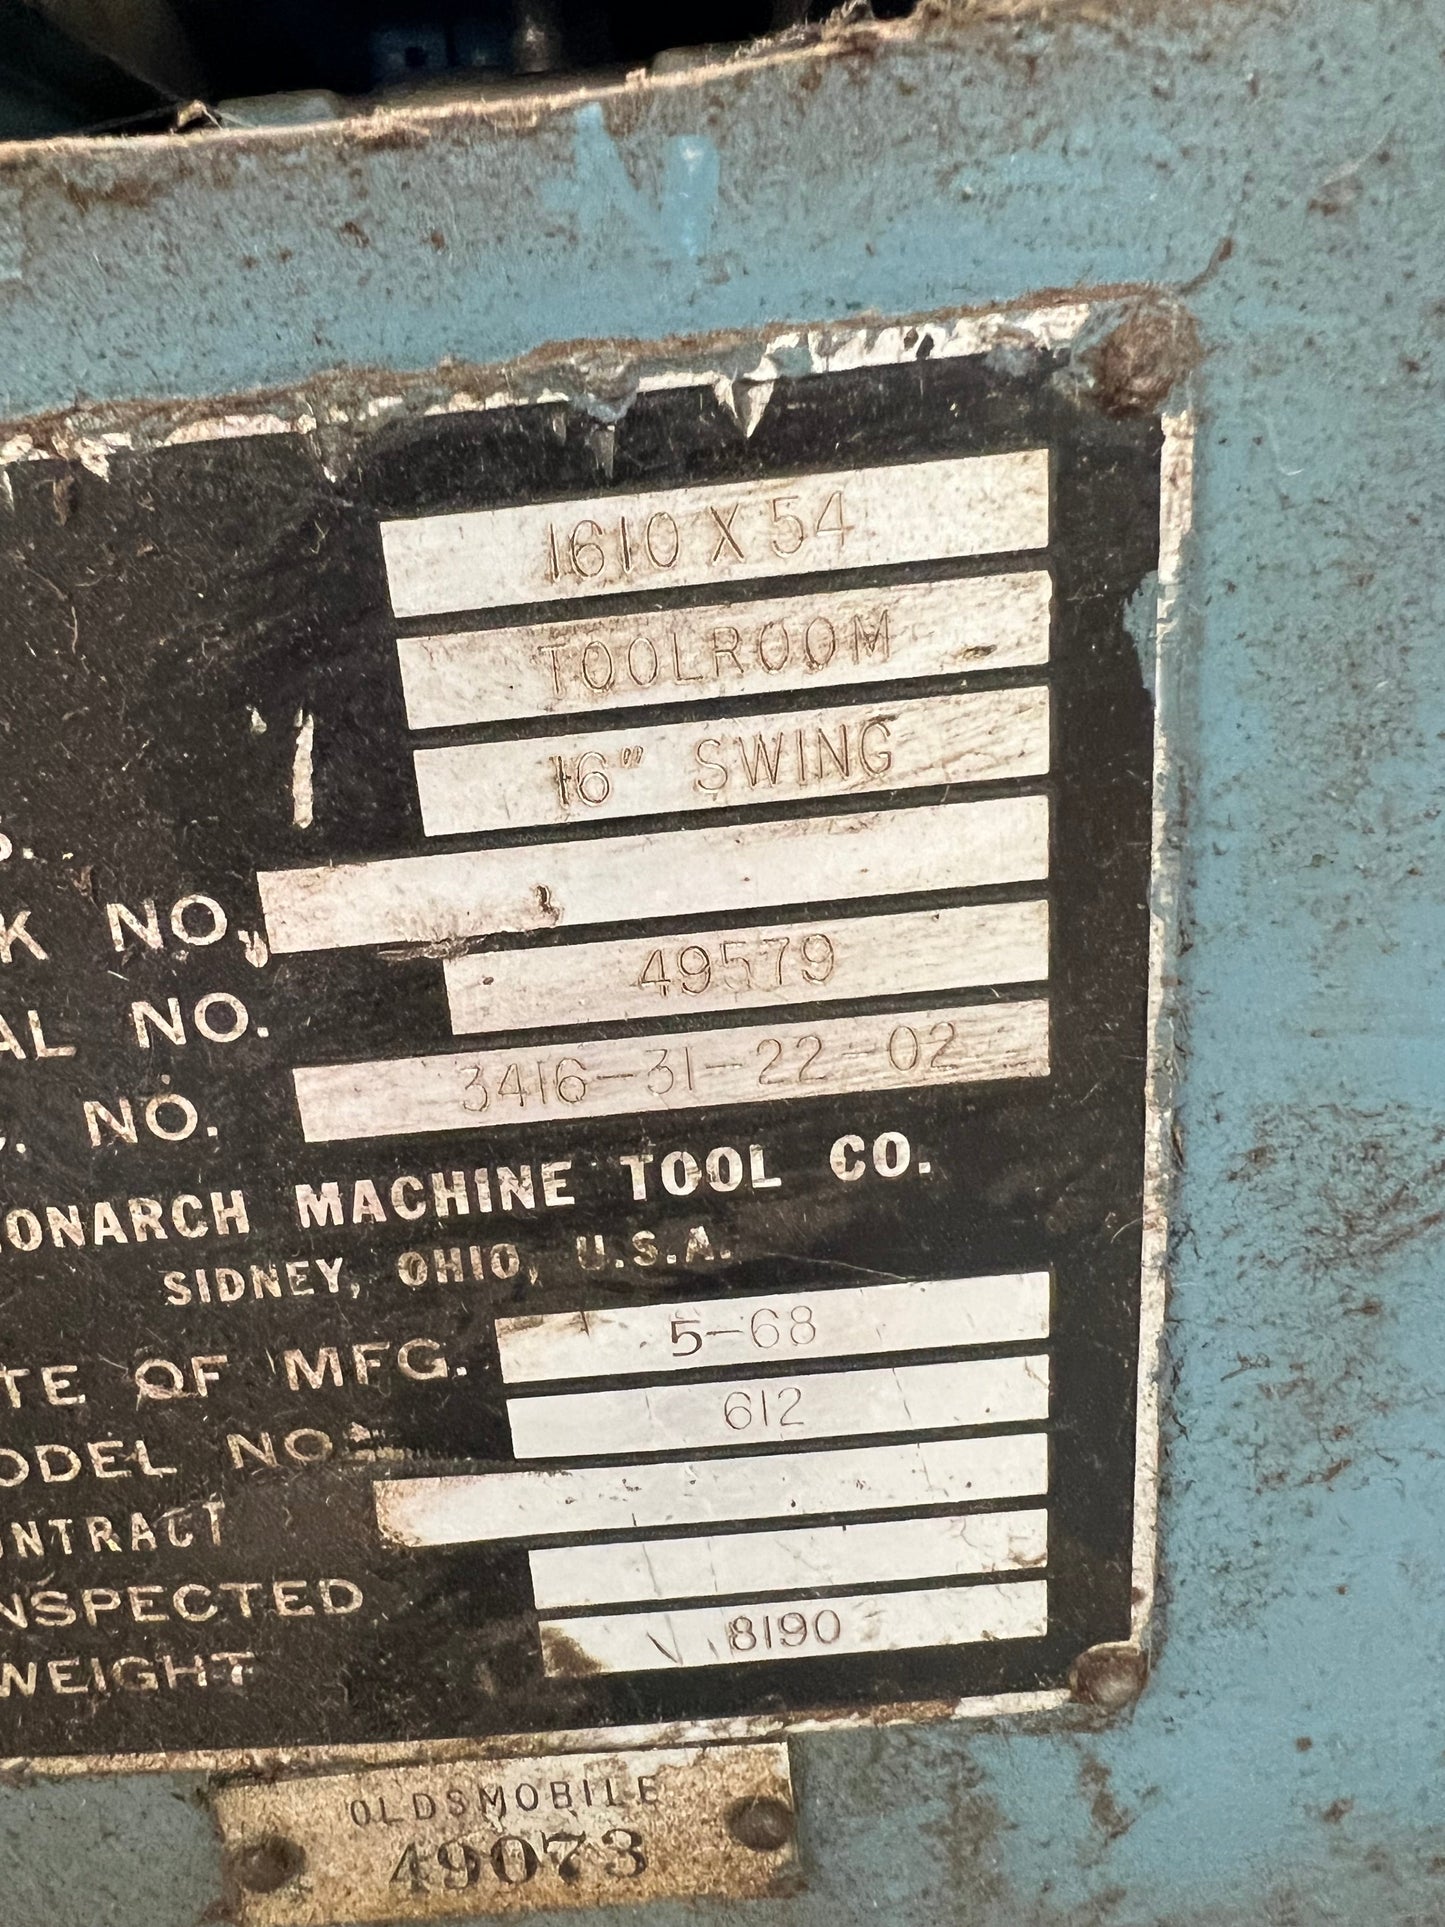 1610 X 54
TOOLROOM
16" SWING
K NO.
AL NO. 49579
. NO. 3416-31-22-02
ONARCH MACHINE TOOL CO.
SIDNEY, OHIO, U.S.A.
TE OF MFG. 5-68
ODEL NO. 612
ONTRACT
NSPECTED
WEIGHT 8190
OLDSMOBILE
49073